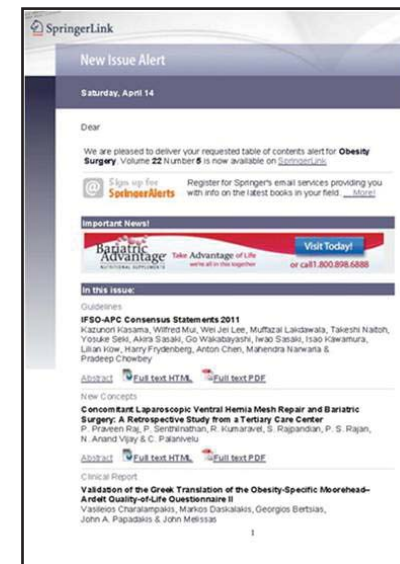 SpringerLink
New Issue Alert
Saturday, April 14
Dear
We are pleased to deliver your requested table of contents alert for Obesity
Surgery. Volume 22 Number 5 is now available on SpringerLink
Sign up for
SpringerAlerts
Register for Springer's email services providing you
with info on the latest books in your field. ... More!
Important News!
Bariatric
Advantage
NUTRITIONAL SUPPLEMENTS
Take Advantage of Life
we're all in this together
Visit Today!
or call 1.800.898.6888
In this issue:
Guidelines
IFSO-APC Consensus Statements 2011
Kazunori Kasama, Wilfred Mui, Wei Jei Lee, Muffazal Lakdawala, Takeshi Naitoh,
Yosuke Seki, Akira Sasaki, Go Wakabayashi, Iwao Sasaki, Isao Kawamura,
Lilian Kow, Harry Frydenberg, Anton Chen, Mahendra Narwaria &
Pradeep Chowbey
Abstract Full text HTML Full text PDF
New Concepts
Concomitant Laparoscopic Ventral Hernia Mesh Repair and Bariatric
Surgery: A Retrospective Study from a Tertiary Care Center
P. Praveen Raj, P. Senthilnathan, R. Kumaravel, S. Rajpandian, P. S. Rajan,
N. Anand Vijay & C. Palanivelu
Abstract Full text HTML Full text PDF
Clinical Report
Validation of the Greek Translation of the Obesity-Specific Moorehead–
Ardelt Quality-of-Life Questionnaire II
Vasileios Charalampakis, Markos Daskalakis, Georgios Bertsias,
John A. Papadakis & John Melissas
1